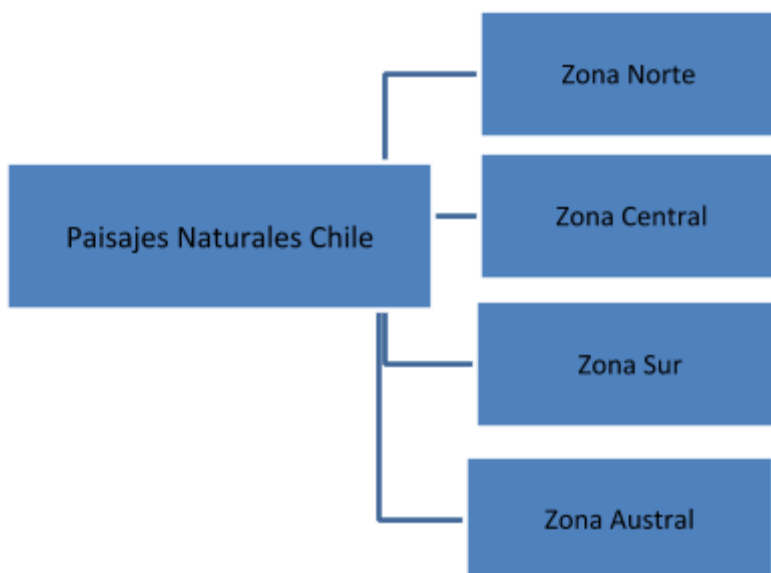 Zona Norte
Paisajes Naturales Chile
Zona Central
Zona Sur
Zona Austral